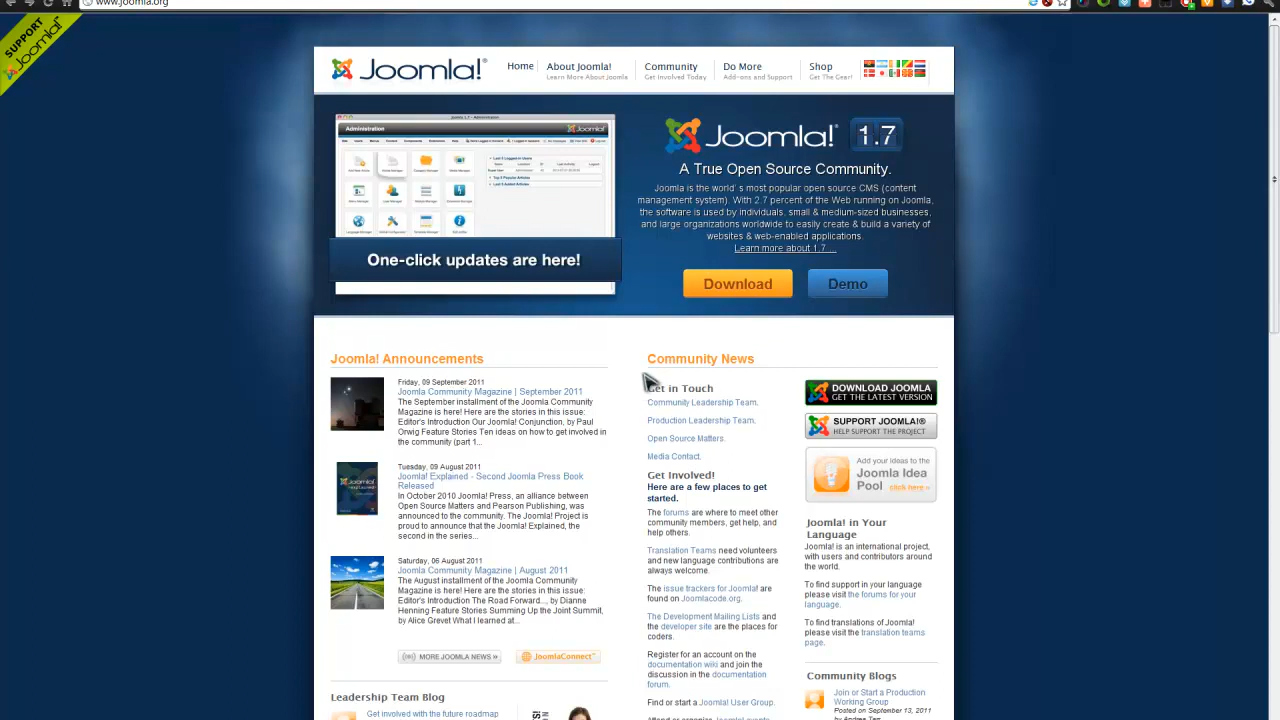 www.joomla.org
SUPPORT
Joomla!
Joomla!®
Home
About Joomla!
Learn More About Joomla
Community
Get Involved Today
Do More
Add-ons and Support
Shop
Get The Gear!
Administration
Joomla!
One-click updates are here!
Joomla!® 1.7
A True Open Source Community.
Joomla is the world' s most popular open source CMS (content
management system). With 2.7 percent of the Web running on Joomla,
the software is used by individuals, small & medium-sized businesses,
and large organizations worldwide to easily create & build a variety of
websites & web-enabled applications.
Learn more about 1.7....
Download
Demo
Joomla! Announcements
Friday, 09 September 2011
Joomla Community Magazine | September 2011
The September installment of the Joomla Community
Magazine is here! Here are the stories in this issue:
Editor's Introduction Our Joomla! Conjunction, by Paul
Orwig Feature Stories Ten ideas on how to get involved in
the community (part 1...
Tuesday, 09 August 2011
Joomla! Explained - Second Joomla Press Book
Released
In October 2010 Joomla! Press, an alliance between
Open Source Matters and Pearson Publishing, was
announced to the community. The Joomla! Project is
proud to announce that the Joomla! Explained, the
second in the series...
Saturday, 06 August 2011
Joomla Community Magazine | August 2011
The August installment of the Joomla Community
Magazine is here! Here are the stories in this issue:
Editor's Introduction The Road Forward..., by Dianne
Henning Feature Stories Summing Up the Joint Summit,
by Alice Grevet What I learned at...
MORE JOOMLA NEWS »
JoomlaConnect™
Leadership Team Blog
Get involved with the future roadmap
Community News
Get in Touch
Community Leadership Team.
Production Leadership Team.
Open Source Matters.
Media Contact.
Get Involved!
Here are a few places to get
started.
The forums are where to meet other
community members, get help, and
help others.
Translation Teams need volunteers
and new language contributions are
always welcome.
The issue trackers for Joomla! are
found on Joomlacode.org.
The Development Mailing Lists and
the developer site are the places for
coders.
Register for an account on the
documentation wiki and join the
discussion in the documentation
forum.
Find or start a Joomla! User Group.
Attend or organize Joomla! events
DOWNLOAD JOOMLA
GET THE LATEST VERSION
SUPPORT JOOMLA!®
HELP SUPPORT THE PROJECT
Add your ideas to the
Joomla Idea
Pool click here »
Joomla! in Your
Language
Joomla! is an international project,
with users and contributors around
the world.
To find support in your language
please visit the forums for your
language.
To find translations of Joomla!
please visit the translation teams
page.
Community Blogs
Join or Start a Production
Working Group
Posted on September 13, 2011
by Andrea Tarr